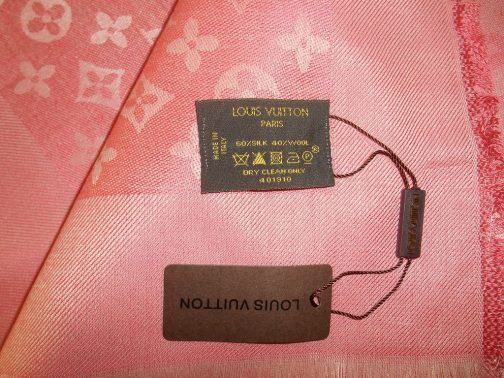 LOUIS VUITTON
PARIS
MADE IN
ITALY
60%SILK 40%WOOL
DRY CLEAN ONLY
401910
LOUIS VUITTON